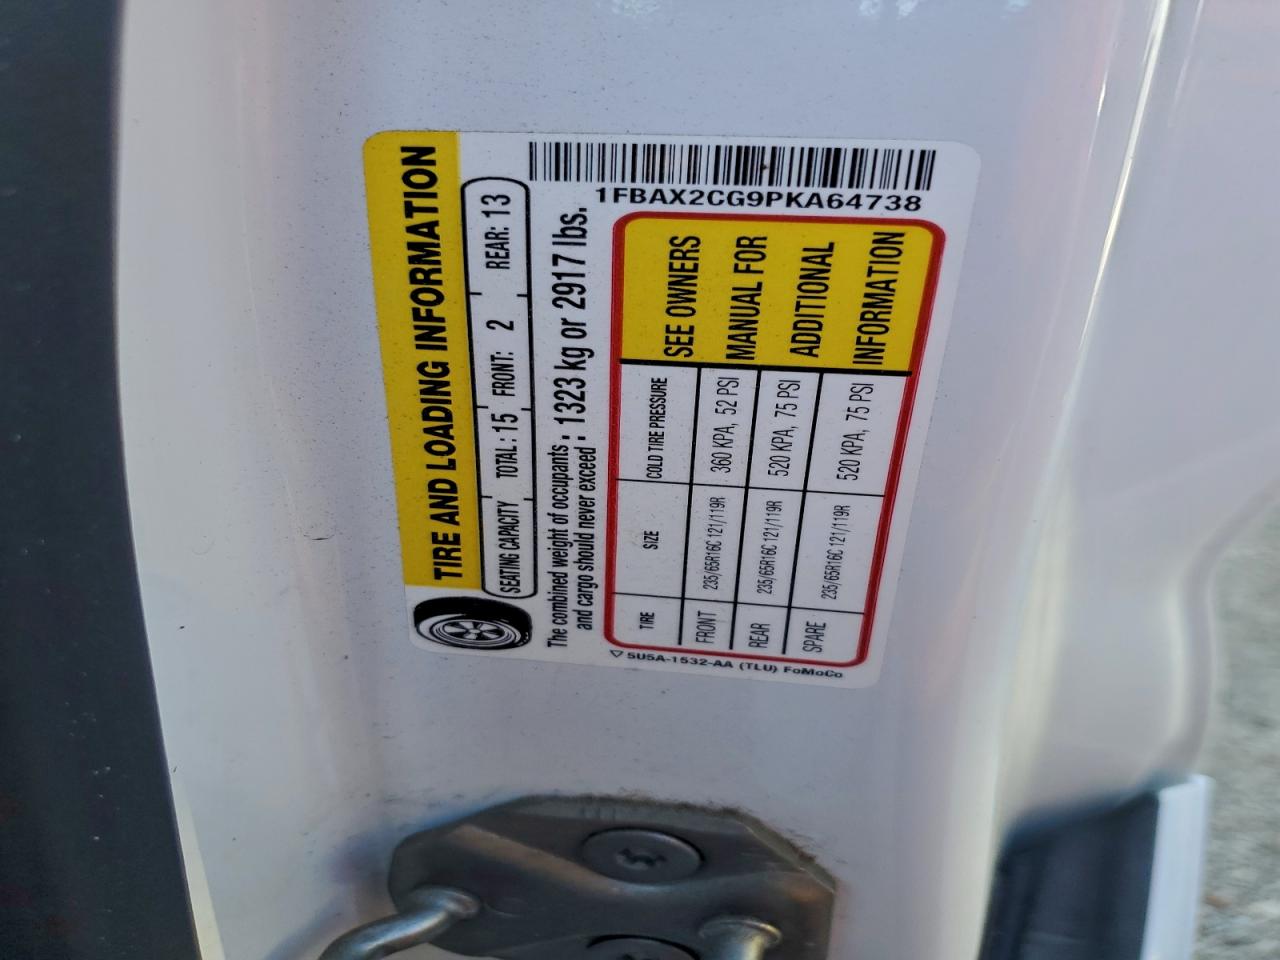 TIRE AND LOADING INFORMATION
SEATING CAPACITY TOTAL: 15 FRONT: 2 REAR: 13
The combined weight of occupants
and cargo should never exceed : 1323 kg or 2917 lbs.
1FBAX2CG9PKA64738
TIRE SIZE COLD TIRE PRESSURE
FRONT 235/65R16C 121/119R 360 KPA, 52 PSI
REAR 235/65R16C 121/119R 520 KPA, 75 PSI
SPARE 235/65R16C 121/119R 520 KPA, 75 PSI
SEE OWNERS
MANUAL FOR
ADDITIONAL
INFORMATION
▽ 5U5A-1532-AA (TLU) FoMoCo